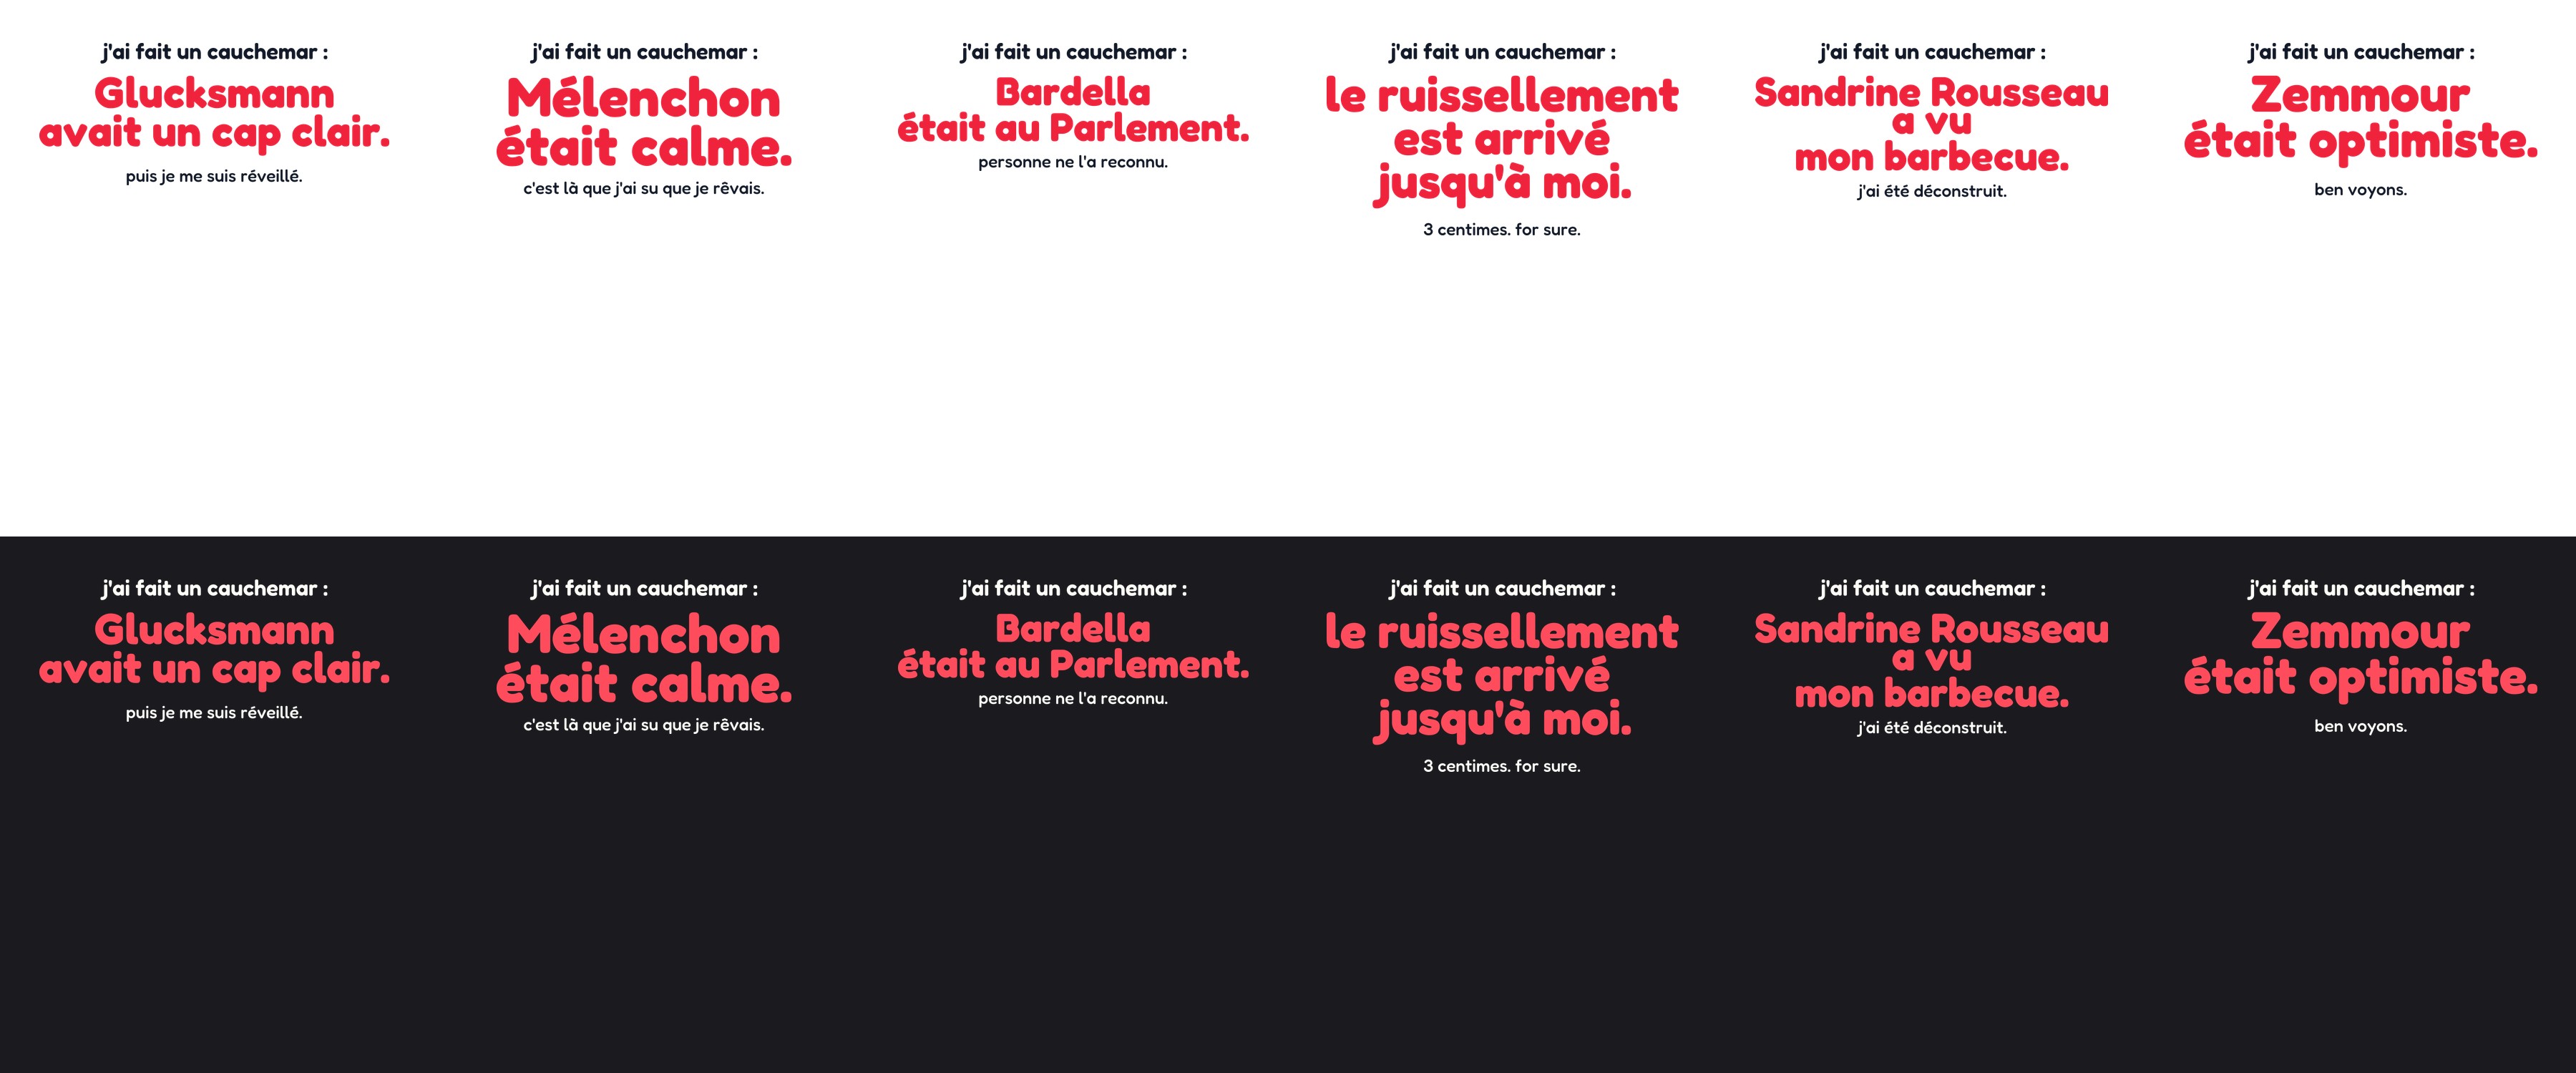 j'ai fait un cauchemar :
Glucksmann
avait un cap clair.
puis je me suis réveillé.
j'ai fait un cauchemar :
Mélenchon
était calme.
c'est là que j'ai su que je rêvais.
j'ai fait un cauchemar :
Bardella
était au Parlement.
personne ne l'a reconnu.
j'ai fait un cauchemar :
le ruissellement
est arrivé
jusqu'à moi.
3 centimes. for sure.
j'ai fait un cauchemar :
Sandrine Rousseau
a vu
mon barbecue.
j'ai été déconstruit.
j'ai fait un cauchemar :
Zemmour
était optimiste.
ben voyons.
j'ai fait un cauchemar :
Glucksmann
avait un cap clair.
puis je me suis réveillé.
j'ai fait un cauchemar :
Mélenchon
était calme.
c'est là que j'ai su que je rêvais.
j'ai fait un cauchemar :
Bardella
était au Parlement.
personne ne l'a reconnu.
j'ai fait un cauchemar :
le ruissellement
est arrivé
jusqu'à moi.
3 centimes. for sure.
j'ai fait un cauchemar :
Sandrine Rousseau
a vu
mon barbecue.
j'ai été déconstruit.
j'ai fait un cauchemar :
Zemmour
était optimiste.
ben voyons.